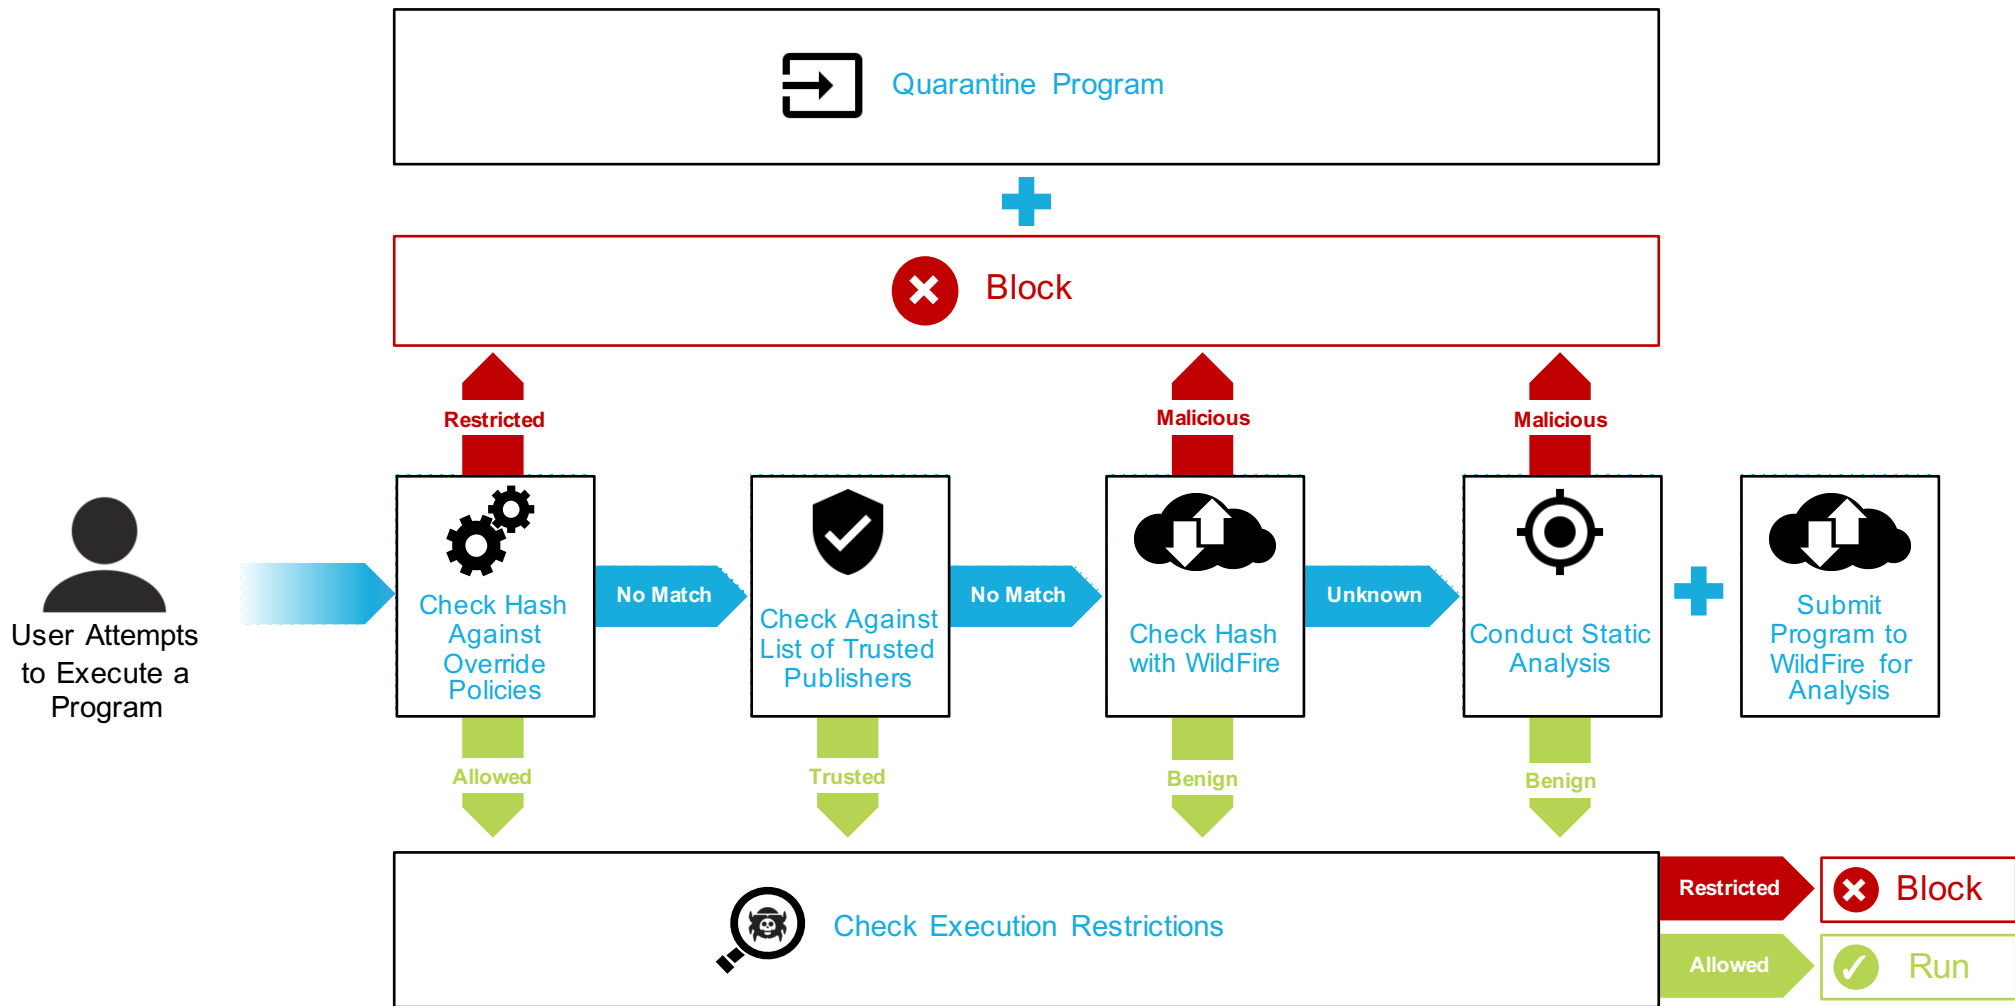 Quarantine Program
Block
Restricted
Malicious
Malicious
User Attempts
to Execute a
Program
Check Hash
Against
Override
Policies
No Match
Check Against
List of Trusted
Publishers
No Match
Check Hash
with WildFire
Unknown
Conduct Static
Analysis
Submit
Program to
WildFire for
Analysis
Allowed
Trusted
Benign
Benign
Check Execution Restrictions
Restricted
Block
Allowed
Run